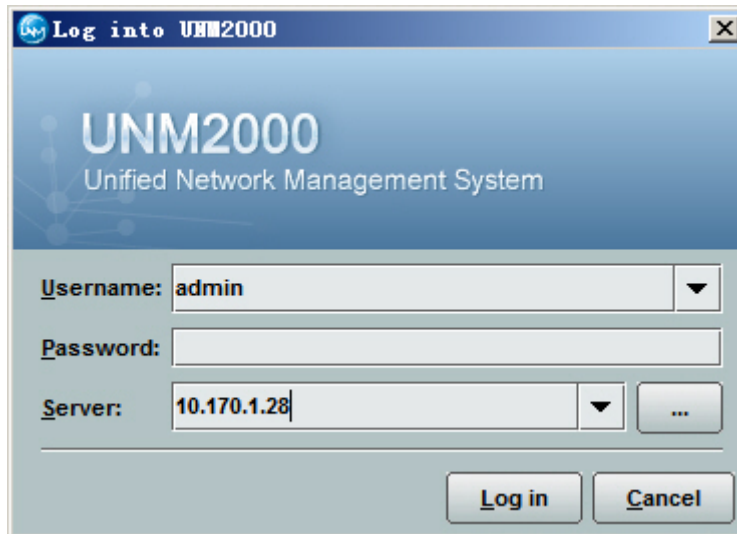 Log into UNM2000
UNM2000
Unified Network Management System
Username: admin
Password:
Server: 10.170.1.28 ...
Log in Cancel